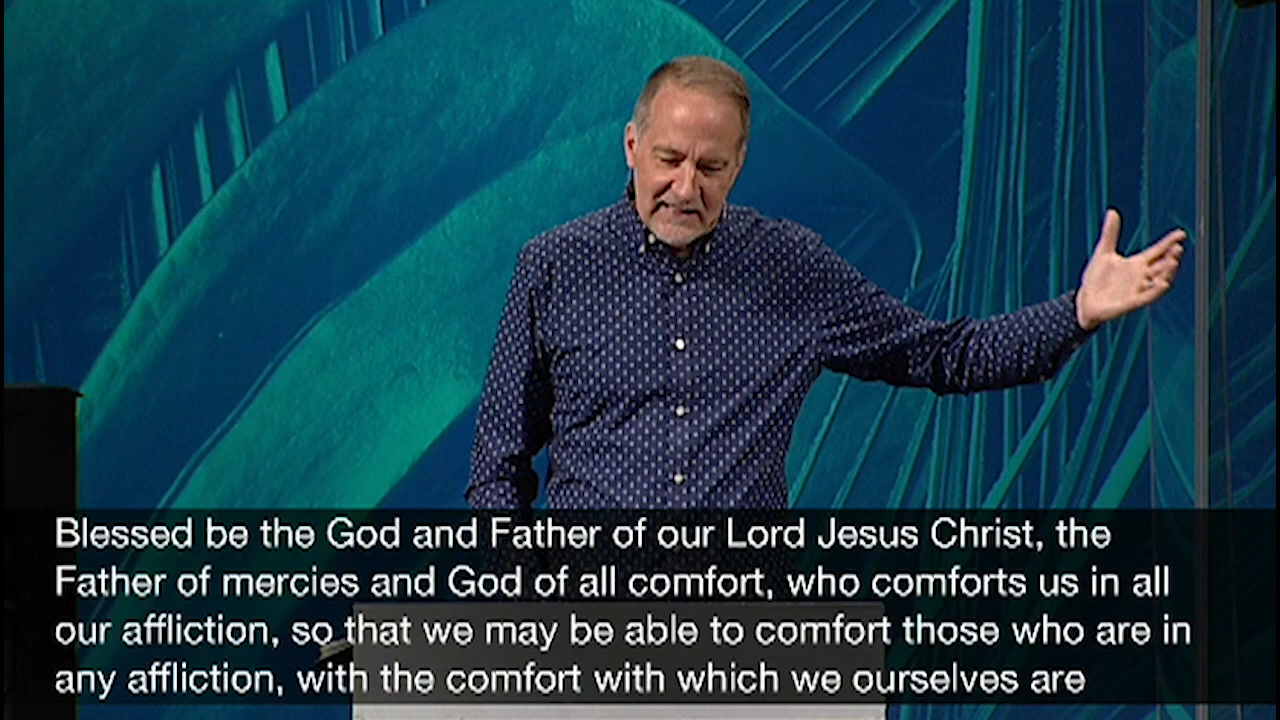 Blessed be the God and Father of our Lord Jesus Christ, the
Father of mercies and God of all comfort, who comforts us in all
our affliction, so that we may be able to comfort those who are in
any affliction, with the comfort with which we ourselves are